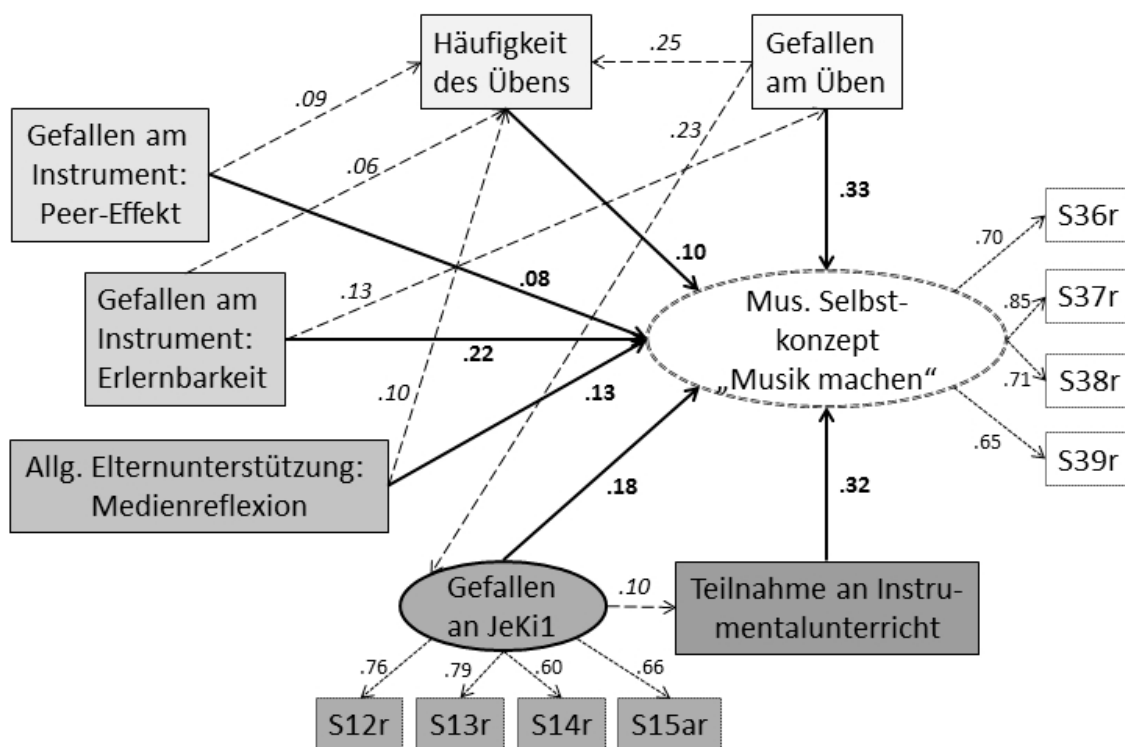 Häufigkeit
des Übens
.25
Gefallen
am Üben
.09
.23
Gefallen am
Instrument:
Peer-Effekt
.06
.33
S36r
.70
.10
.08
Gefallen am
Instrument:
Erlernbarkeit
.13
.22
Mus. Selbst-
konzept
„Musik machen“
.85
S37r
.71
S38r
.10
.13
.65
S39r
Allg. Elternunterstützung:
Medienreflexion
.18
.32
Gefallen
an JeKi1
.10
Teilnahme an Instru-
mentalunterricht
.76
.79
.60
.66
S12r
S13r
S14r
S15ar